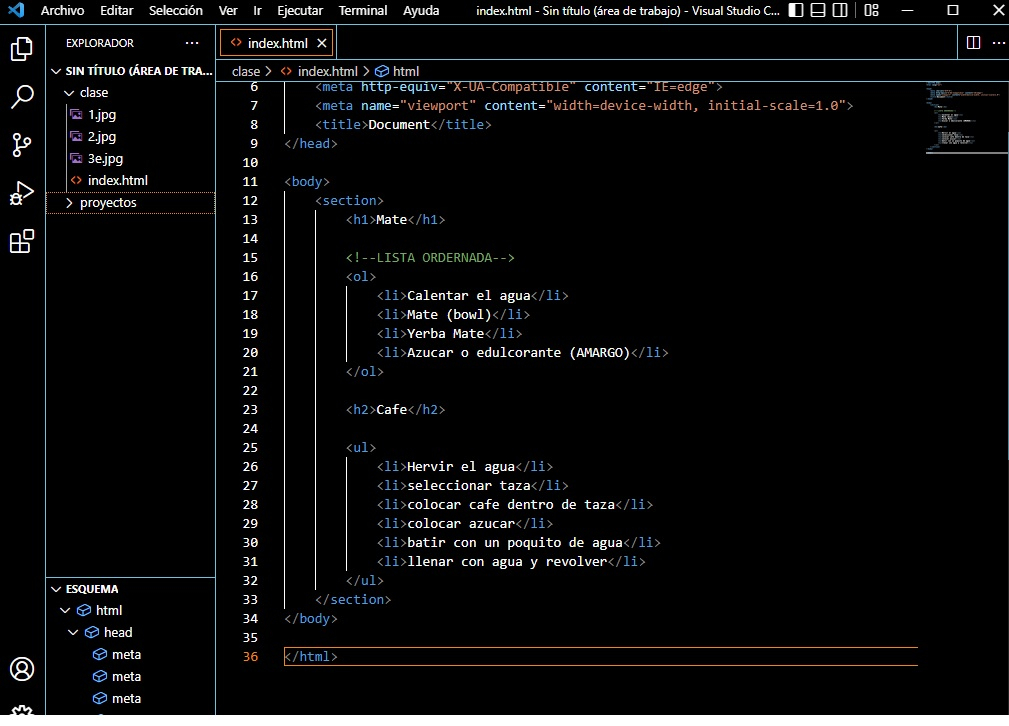 Archivo Editar Selección Ver Ir Ejecutar Terminal Ayuda index.html - Sin título (área de trabajo) - Visual Studio C...
EXPLORADOR ...
SIN TÍTULO (ÁREA DE TRA...
clase
1.jpg
2.jpg
3e.jpg
index.html
proyectos
ESQUEMA
html
head
meta
meta
meta
<> index.html
clase > <> index.html > html
6 <meta http-equiv="X-UA-Compatible" content="IE=edge">
7 <meta name="viewport" content="width=device-width, initial-scale=1.0">
8 <title>Document</title>
9 </head>
10
11 <body>
12 <section>
13 <h1>Mate</h1>
14
15 <!--LISTA ORDERNADA-->
16 <ol>
17 <li>Calentar el agua</li>
18 <li>Mate (bowl)</li>
19 <li>Yerba Mate</li>
20 <li>Azucar o edulcorante (AMARGO)</li>
21 </ol>
22
23 <h2>Cafe</h2>
24
25 <ul>
26 <li>Hervir el agua</li>
27 <li>seleccionar taza</li>
28 <li>colocar cafe dentro de taza</li>
29 <li>colocar azucar</li>
30 <li>batir con un poquito de agua</li>
31 <li>llenar con agua y revolver</li>
32 </ul>
33 </section>
34 </body>
35
36 </html>